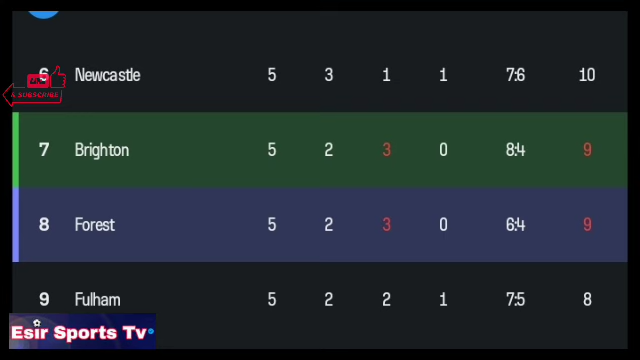 6 Newcastle 5 3 1 1 7:6 10
LIKE
& SUBSCRIBE
7 Brighton 5 2 3 0 8:4 9
8 Forest 5 2 3 0 6:4 9
9 Fulham 5 2 2 1 7:5 8
Esir Sports Tv